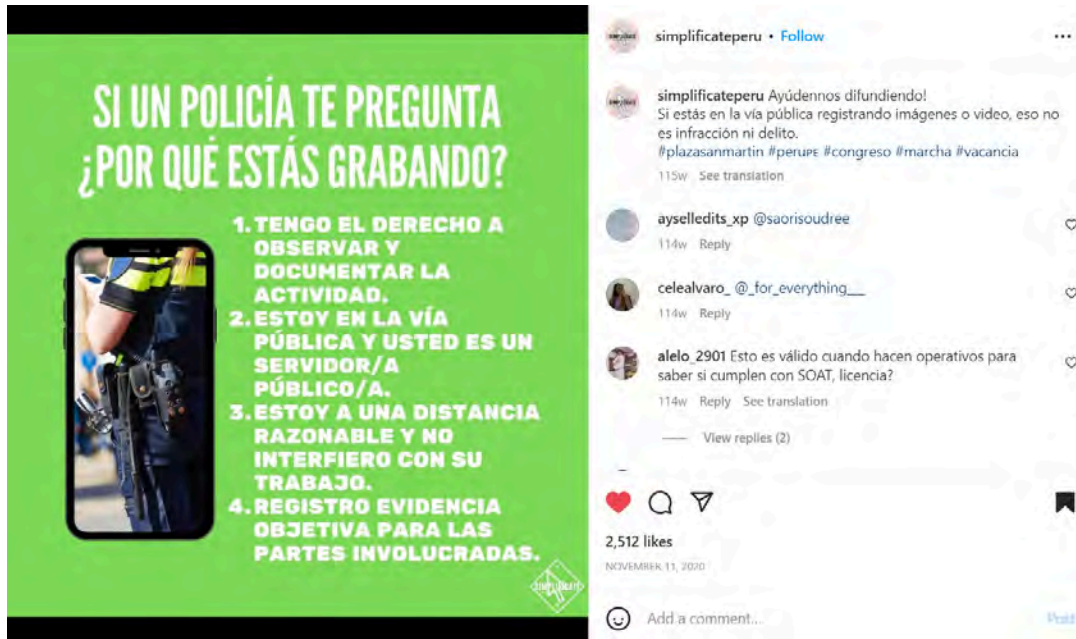 SI UN POLICÍA TE PREGUNTA
¿POR QUÉ ESTÁS GRABANDO?
1. TENGO EL DERECHO A
OBSERVAR Y
DOCUMENTAR LA
ACTIVIDAD.
2. ESTOY EN LA VÍA
PÚBLICA Y USTED ES UN
SERVIDOR/A
PÚBLICO/A.
3. ESTOY A UNA DISTANCIA
RAZONABLE Y NO
INTERFIERO CON SU
TRABAJO.
4. REGISTRO EVIDENCIA
OBJETIVA PARA LAS
PARTES INVOLUCRADAS.
simplificateperu • Follow
simplificateperu Ayúdennos difundiendo!
Si estás en la vía pública registrando imágenes o video, eso no
es infracción ni delito.
#plazasanmartin #perupe #congreso #marcha #vacancia
115w See translation
ayselledits_xp @saorisoudree
114w Reply
celealvaro_ @_for_everything__
114w Reply
alelo_2901 Esto es válido cuando hacen operativos para
saber si cumplen con SOAT, licencia?
114w Reply See translation
View replies (2)
2,512 likes
NOVEMBER 11, 2020
Add a comment...
Post